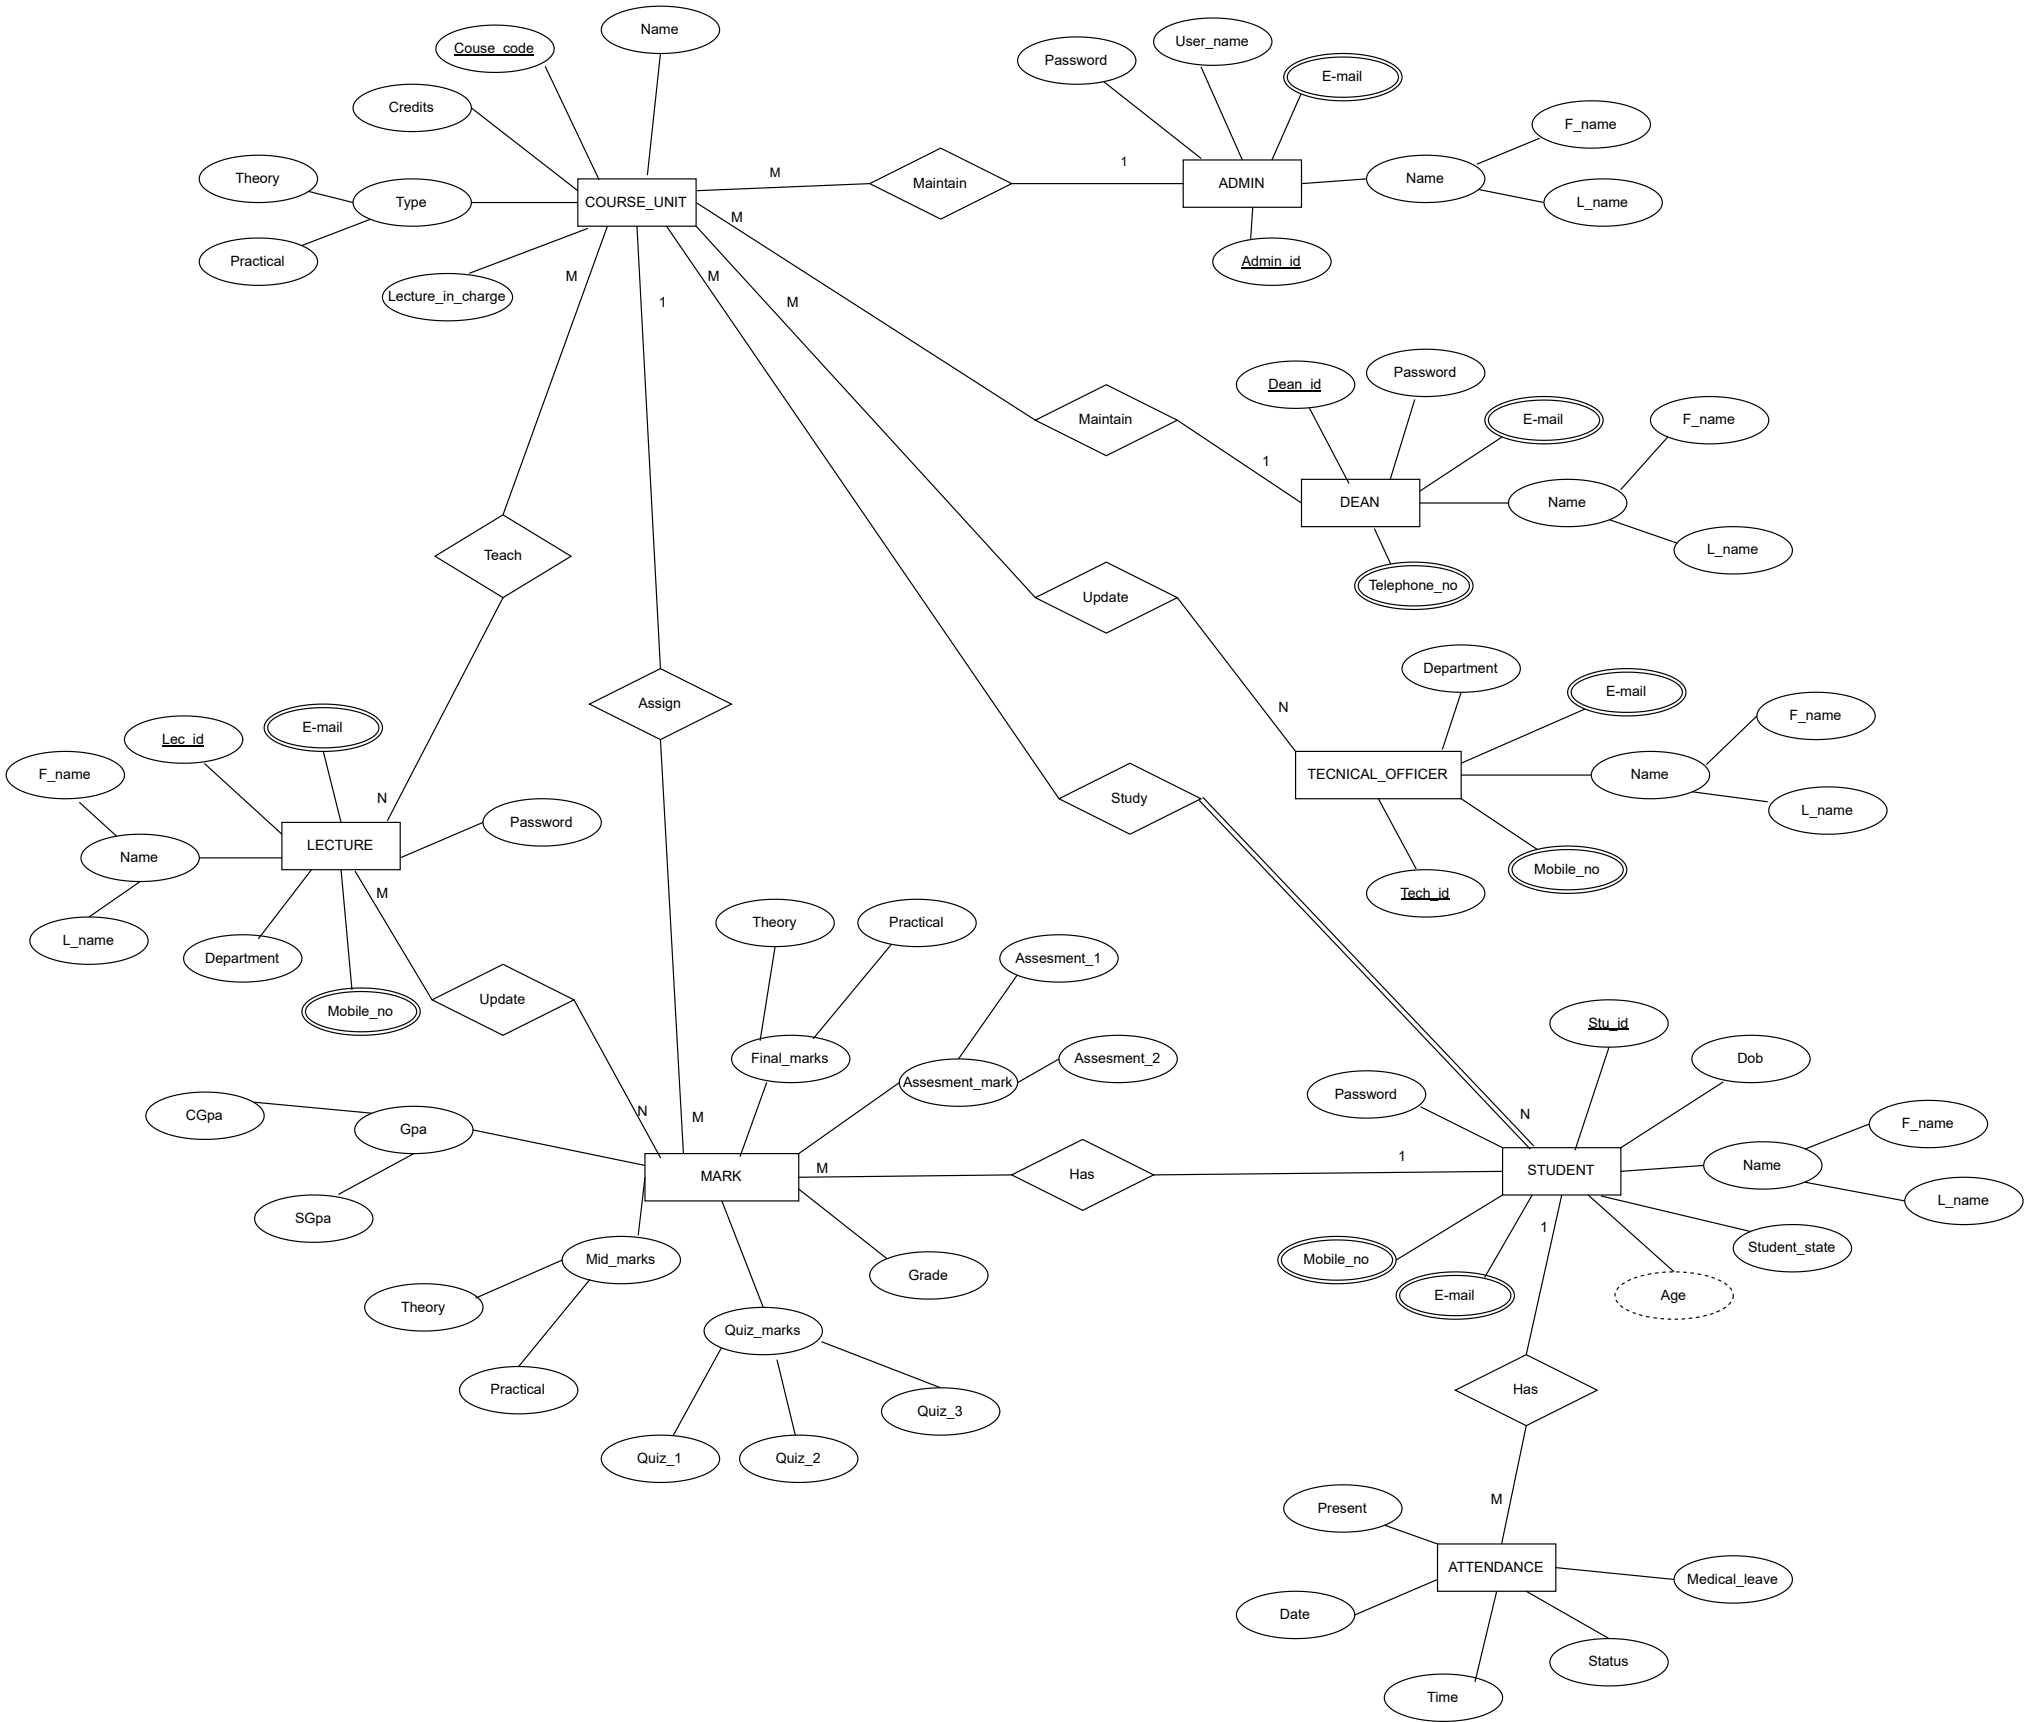 Name
Couse_code
User_name
Password
E-mail
Credits
F_name
M
1
Theory
Type
COURSE_UNIT
Maintain
ADMIN
Name
L_name
M
Practical
Admin_id
M
M
Lecture_in_charge
1
M
Dean_id
Password
Maintain
E-mail
F_name
1
DEAN
Name
L_name
Teach
Telephone_no
Update
Department
E-mail
Assign
N
F_name
Lec_id
E-mail
F_name
TECNICAL_OFFICER
Name
N
Study
L_name
Password
LECTURE
Name
Mobile_no
M
Tech_id
Theory
Practical
L_name
Department
Assesment_1
Update
Mobile_no
Stu_id
Final_marks
Assesment_2
Dob
Assesment_mark
Password
CGpa
N
M
N
Gpa
F_name
1
M
MARK
Has
STUDENT
Name
L_name
SGpa
1
Mid_marks
Mobile_no
Student_state
Grade
E-mail
Age
Theory
Quiz_marks
Practical
Has
Quiz_3
Quiz_1
Quiz_2
M
Present
ATTENDANCE
Medical_leave
Date
Status
Time